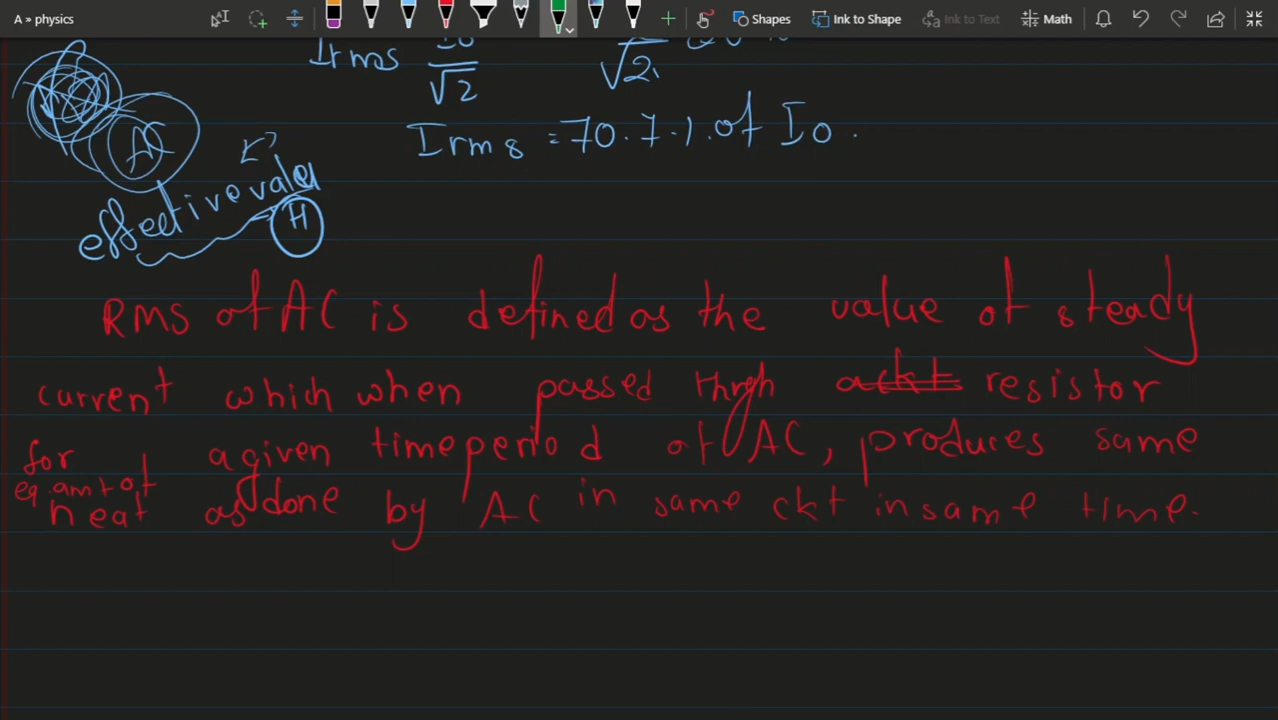 A » physics
Shapes
Ink to Shape
Ink to Text
Math
Irms I0/√2
Irms = 70.7 % of I0.
AC
effective value
H
RMS of AC is defined as the value of steady
current which when passed thrgh ackt resistor
for a given time period of AC, produces same
eq. amt of
heat as done by AC in same ckt in same time.